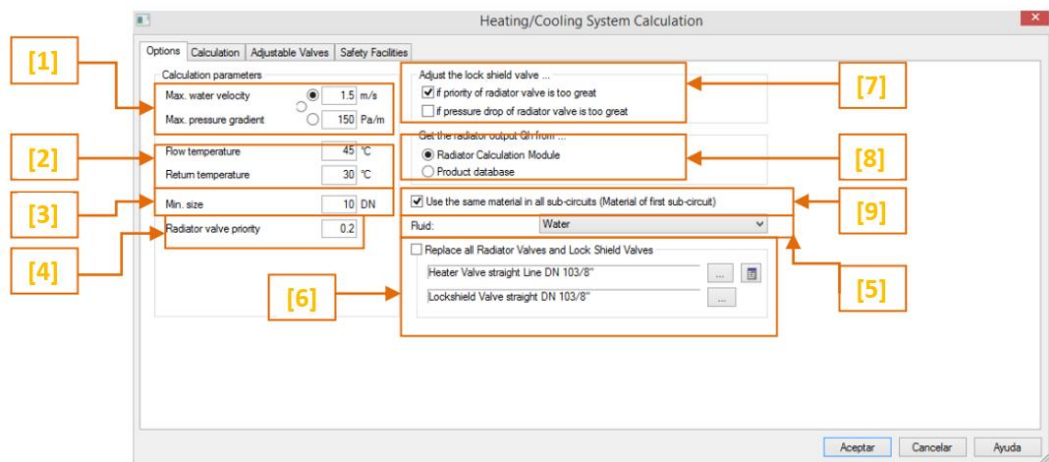 Heating/Cooling System Calculation
Options Calculation Adjustable Valves Safety Facilities
[1]
Calculation parameters
Max. water velocity 1.5 m/s
Max. pressure gradient 150 Pa/m
[2]
Flow temperature 45 °C
Return temperature 30 °C
[3]
Min. size 10 DN
[4]
Radiator valve priority 0.2
Adjust the lock shield valve ...
if priority of radiator valve is too great
if pressure drop of radiator valve is too great
[7]
Get the radiator output Qh from ...
Radiator Calculation Module
Product database
[8]
Use the same material in all sub-circuits (Material of first sub-circuit)
[9]
Fluid: Water
[5]
[6]
Replace all Radiator Valves and Lock Shield Valves
Heater Valve straight Line DN 103/8"
...
Lockshield Valve straight DN 103/8"
...
Aceptar Cancelar Ayuda